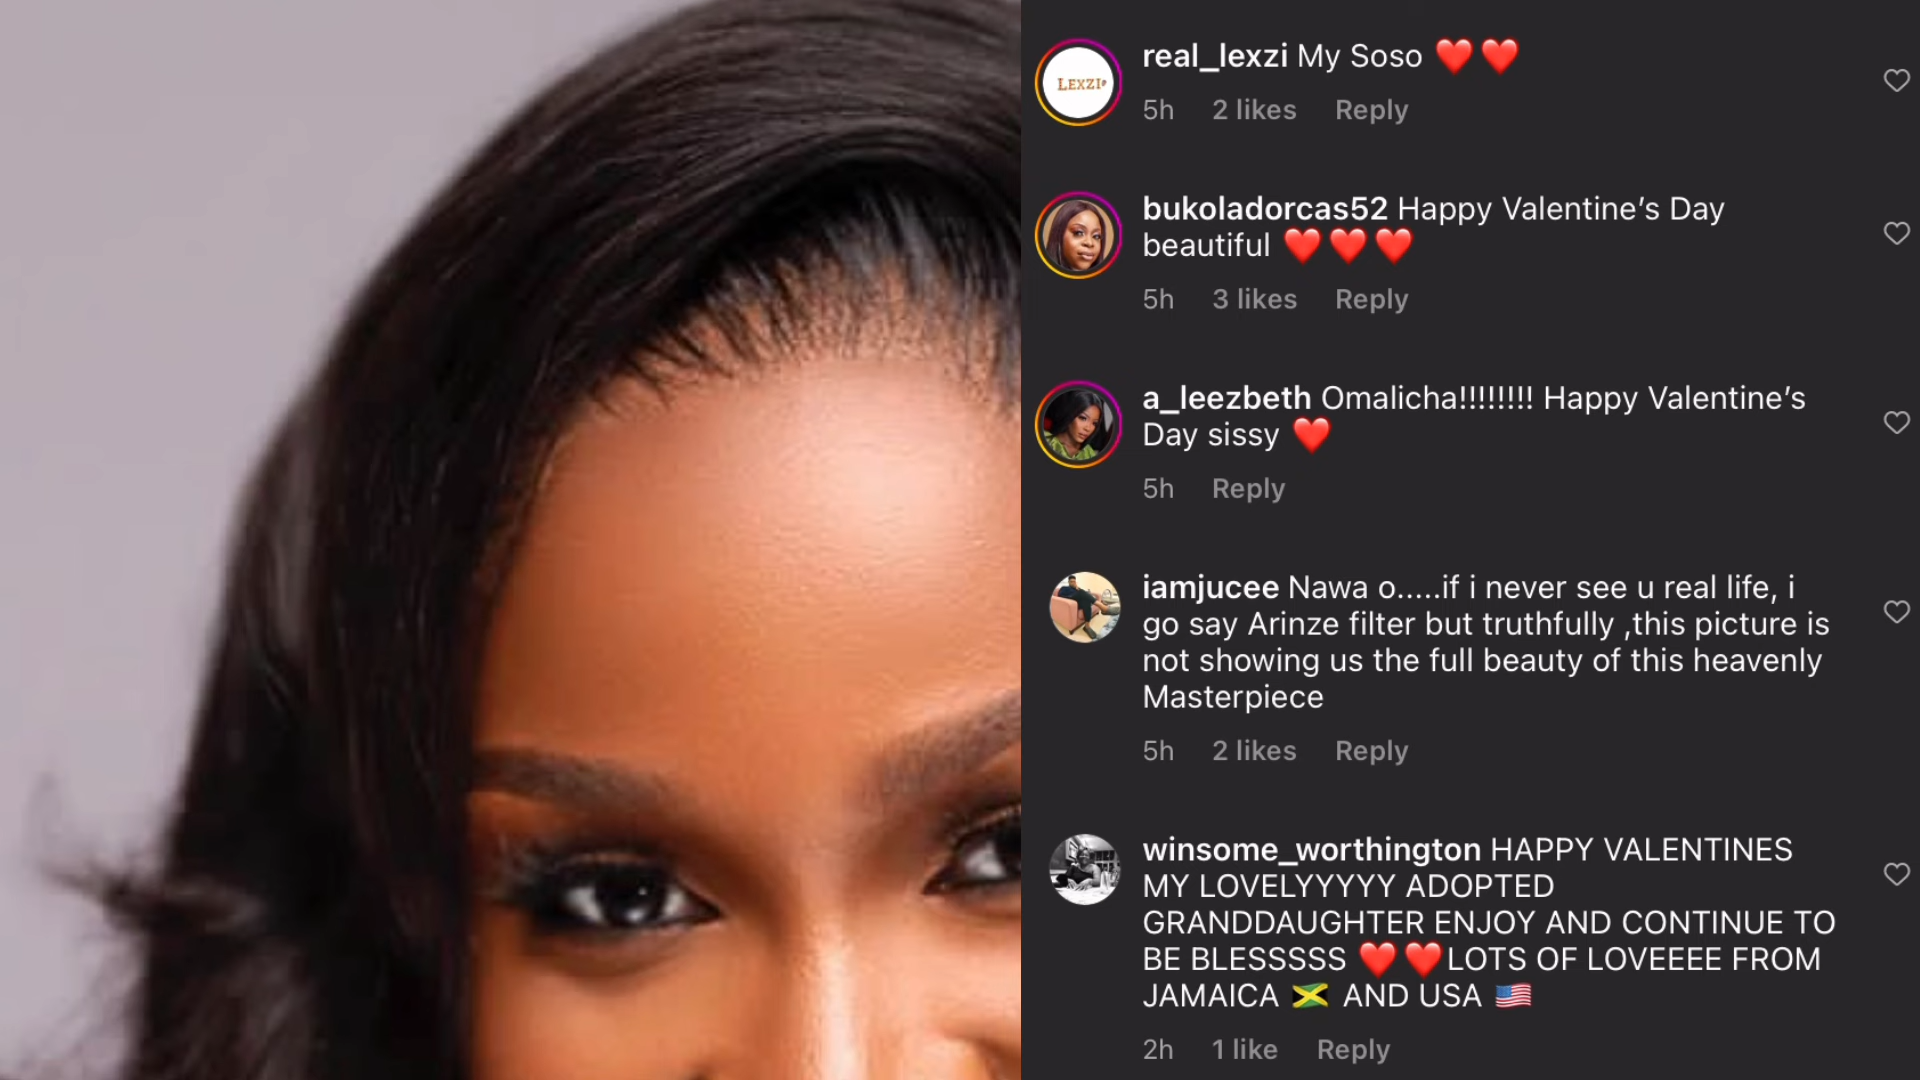 LEXZI
real_lexzi My Soso ❤️❤️
5h 2 likes Reply
bukoladorcas52 Happy Valentine’s Day
beautiful ❤️❤️❤️
5h 3 likes Reply
a_leezbeth Omalicha!!!!!!!! Happy Valentine’s
Day sissy ❤️
5h Reply
iamjucee Nawa o.....if i never see u real life, i
go say Arinze filter but truthfully ,this picture is
not showing us the full beauty of this heavenly
Masterpiece
5h 2 likes Reply
winsome_worthington HAPPY VALENTINES
MY LOVELYYYYY ADOPTED
GRANDDAUGHTER ENJOY AND CONTINUE TO
BE BLESSSSS ❤️❤️LOTS OF LOVEEEE FROM
JAMAICA 🇯🇲 AND USA 🇺🇸
2h 1 like Reply